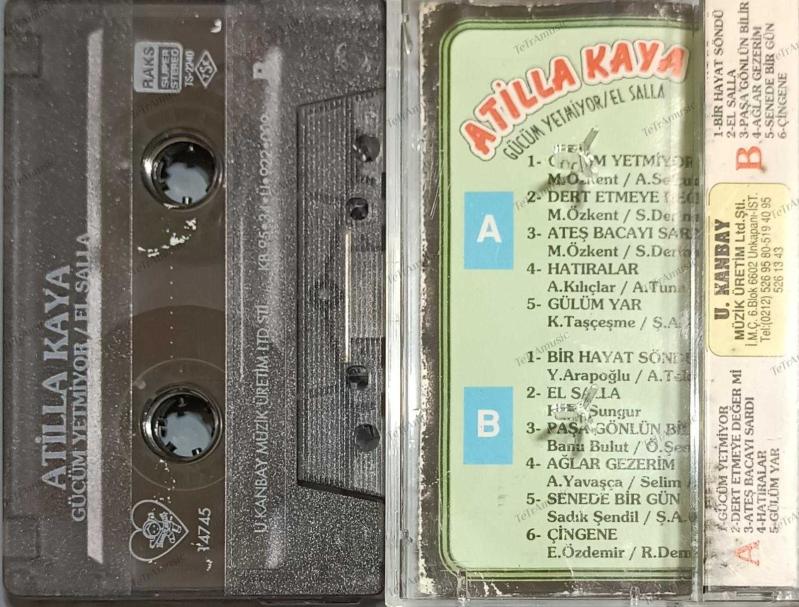 RAKS
SUPER
STEREO
TS-2240
TSE
B
ATİLLA KAYA
GÜCÜM YETMİYOR / EL SALLA
U.KANBAY MÜZİK ÜRETİM LTD.ŞTİ.
14745
ATİLLA KAYA
GÜCÜM YETMİYOR/EL SALLA
A
1- YETMİYOR
M.Özkent /
2- DERT ETMEYE
M.Özkent /
3- ATEŞ BACAYI
M.Özkent /
4- HATIRALAR
A.Kılıçlar /
5- GÜLÜM YAR
K.Taşçeşme / Ş.A.
B
1- BİR HAYAT
Y.Arapoğlu /
2- EL SALLA
Sungur
3- PAŞA GÖNLÜN
Banu Bulut /
4- AĞLAR GEZERİM
A.Yavaşça / Selim
5- SENEDE BİR GÜN
Sadık Şendil /
6- ÇİNGENE
E.Özdemir /
1-BİR HAYAT SÖNDÜ
2-EL SALLA
3-PAŞA GÖNLÜN BİLİR
4-AĞLAR GEZERİM
5-SENEDE BİR GÜN
6-ÇİNGENE
B
U. KANBAY
MÜZİK ÜRETİM Ltd.Şti.
İ.M.Ç. 6.Blok 6602 Unkapanı-İST.
Tel:(0212) 526 95 80-519 40 95
526 13 43
A
1-GÜCÜM YETMİYOR
2-DERT ETMEYE DEĞER Mİ
3-ATEŞ BACAYI SARDI
4-HATIRALAR
5-GÜLÜM YAR
TeTrAmusic